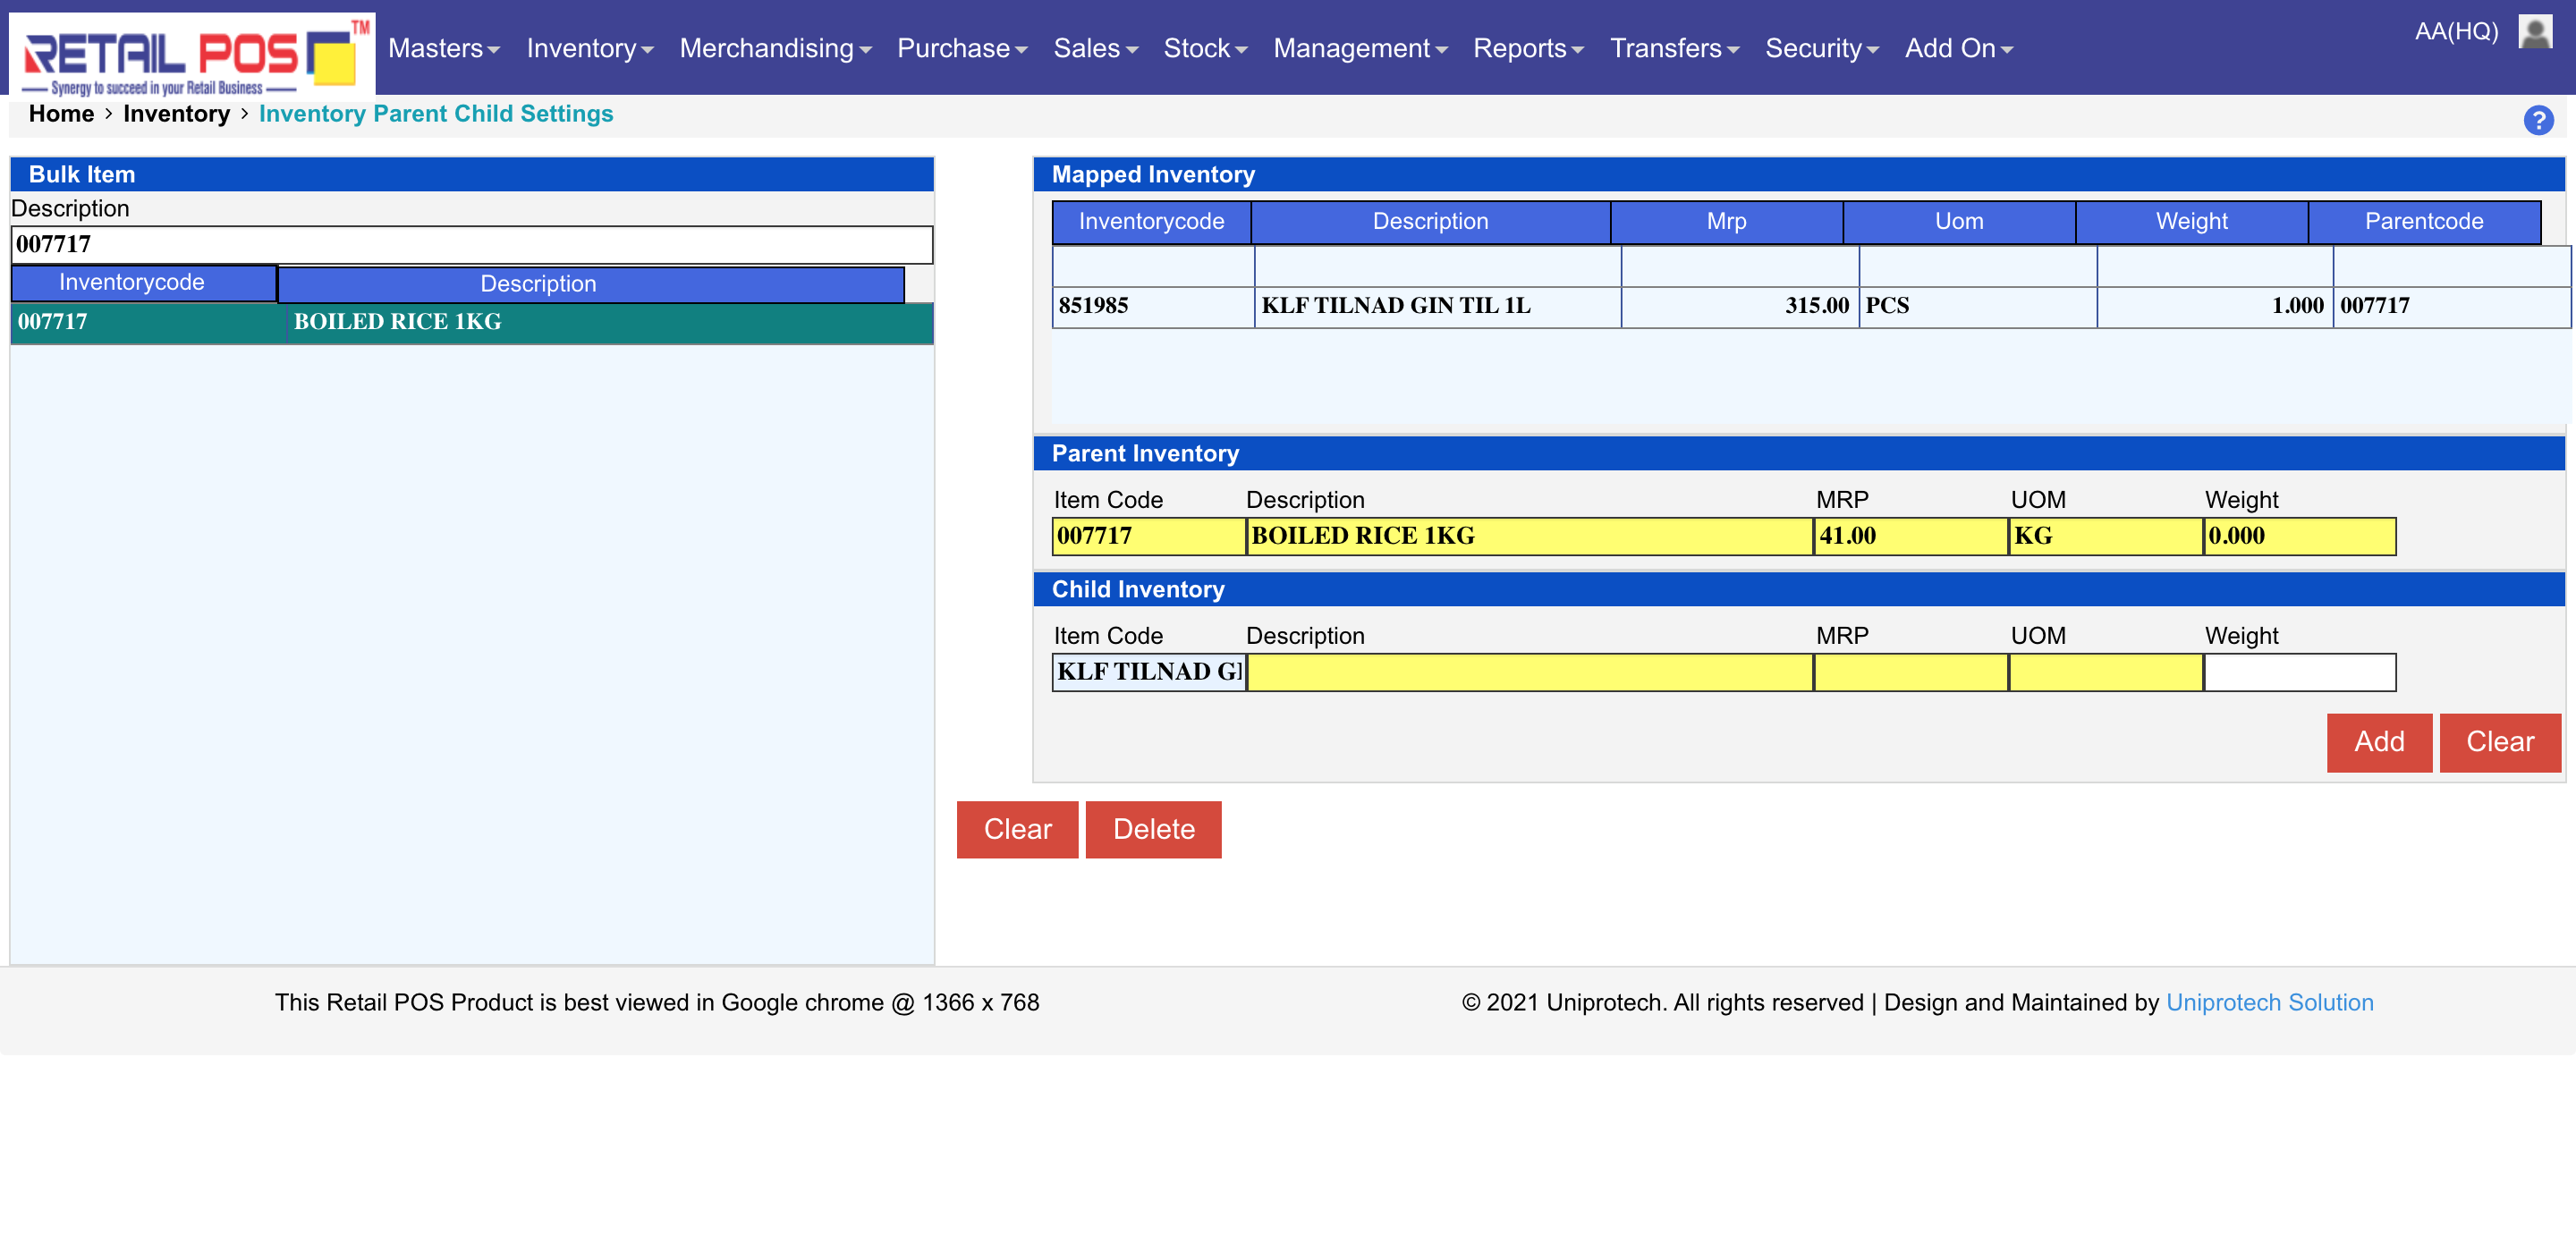 RETAIL POS TM
Synergy to succeed in your Retail Business
Masters Inventory Merchandising Purchase Sales Stock Management Reports Transfers Security Add On
AA(HQ)
Home > Inventory > Inventory Parent Child Settings
?
Bulk Item
Description
007717
Inventorycode Description
007717 BOILED RICE 1KG
Mapped Inventory
Inventorycode Description Mrp Uom Weight Parentcode
851985 KLF TILNAD GIN TIL 1L 315.00 PCS 1.000 007717
Parent Inventory
Item Code Description MRP UOM Weight
007717 BOILED RICE 1KG 41.00 KG 0.000
Child Inventory
Item Code Description MRP UOM Weight
KLF TILNAD GI
Add Clear
Clear Delete
This Retail POS Product is best viewed in Google chrome @ 1366 x 768
© 2021 Uniprotech. All rights reserved | Design and Maintained by Uniprotech Solution